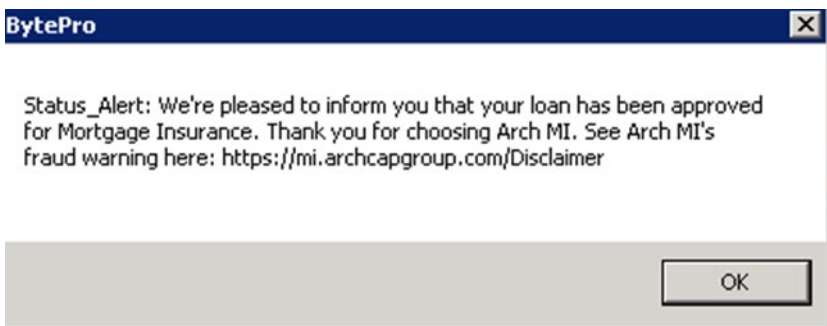 BytePro
Status_Alert: We're pleased to inform you that your loan has been approved
for Mortgage Insurance. Thank you for choosing Arch MI. See Arch MI's
fraud warning here: https://mi.archcapgroup.com/Disclaimer
OK